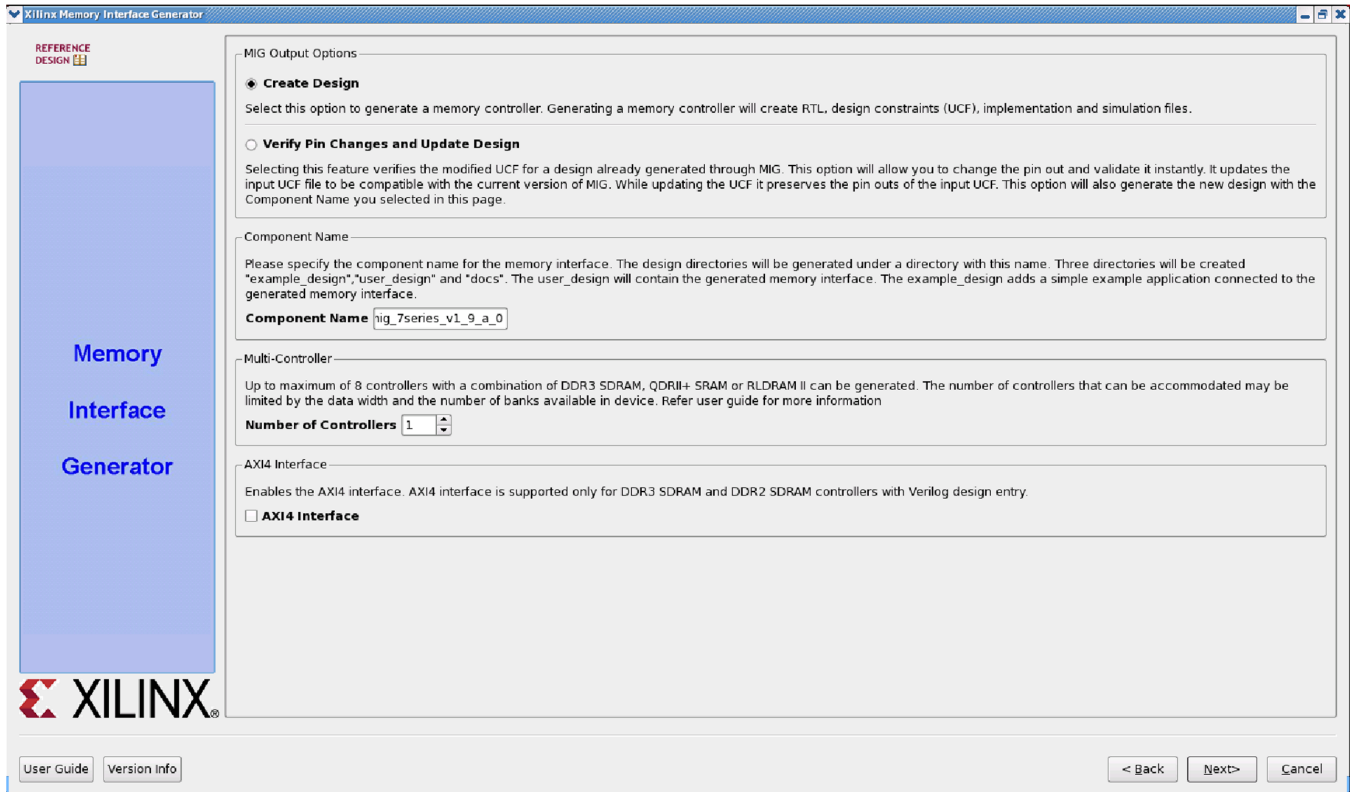 Xilinx Memory Interface Generator
REFERENCE
DESIGN
Memory
Interface
Generator
XILINX®
MIG Output Options
Create Design
Select this option to generate a memory controller. Generating a memory controller will create RTL, design constraints (UCF), implementation and simulation files.
Verify Pin Changes and Update Design
Selecting this feature verifies the modified UCF for a design already generated through MIG. This option will allow you to change the pin out and validate it instantly. It updates the
input UCF file to be compatible with the current version of MIG. While updating the UCF it preserves the pin outs of the input UCF. This option will also generate the new design with the
Component Name you selected in this page.
Component Name
Please specify the component name for the memory interface. The design directories will be generated under a directory with this name. Three directories will be created
"example_design","user_design" and "docs". The user_design will contain the generated memory interface. The example_design adds a simple example application connected to the
generated memory interface.
Component Name nig_7series_v1_9_a_0
Multi-Controller
Up to maximum of 8 controllers with a combination of DDR3 SDRAM, QDRII+ SRAM or RLDRAM II can be generated. The number of controllers that can be accommodated may be
limited by the data width and the number of banks available in device. Refer user guide for more information
Number of Controllers 1
AXI4 Interface
Enables the AXI4 interface. AXI4 interface is supported only for DDR3 SDRAM and DDR2 SDRAM controllers with Verilog design entry.
AXI4 Interface
User Guide Version Info < Back Next> Cancel